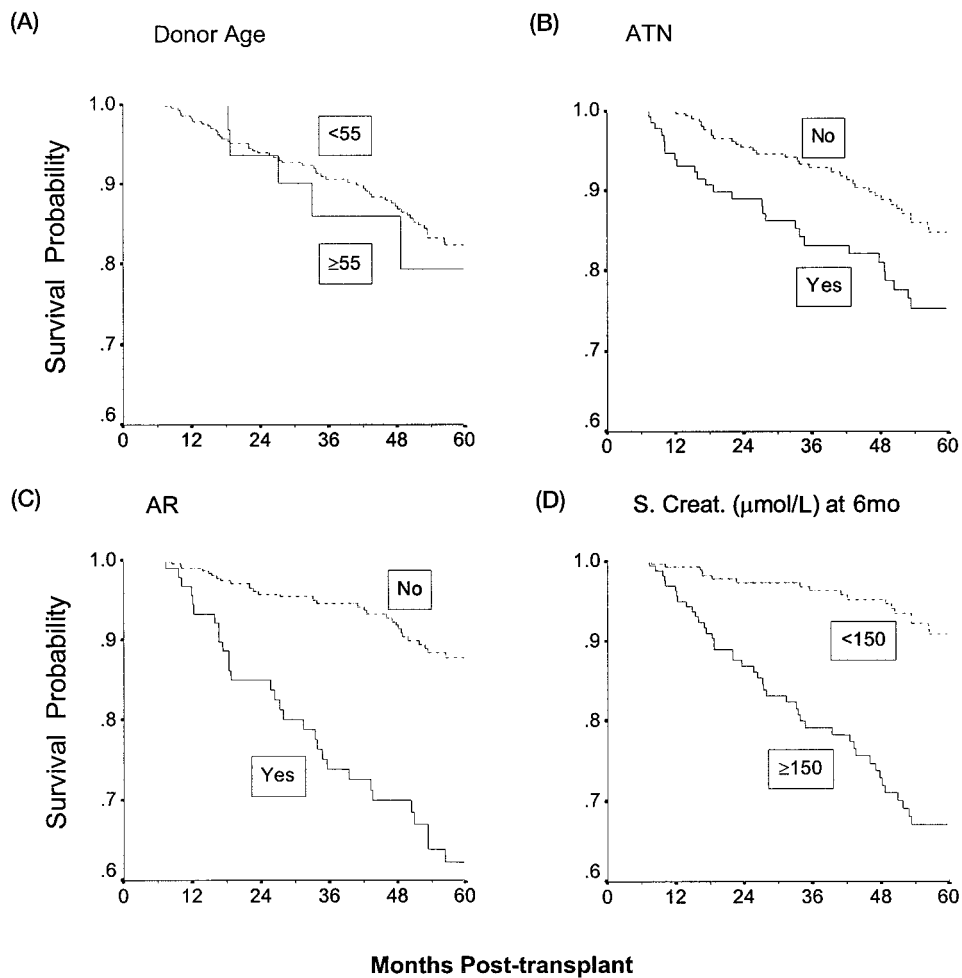 (A) Donor Age
(B) ATN
Survival Probability
1.0
.9
.8
.7
.6
0 12 24 36 48 60
<55
≥55
1.0
.9
.8
.7
.6
0 12 24 36 48 60
No
Yes
(C) AR
(D) S. Creat. (μmol/L) at 6mo
Survival Probability
1.0
.9
.8
.7
.6
0 12 24 36 48 60
No
Yes
1.0
.9
.8
.7
.6
0 12 24 36 48 60
<150
≥150
Months Post-transplant